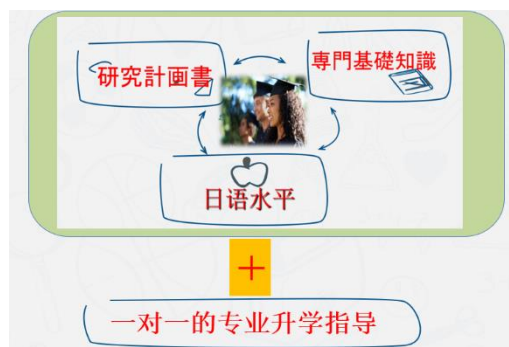 研究計画書
専門基礎知識
日语水平
+
一对一的专业升学指导